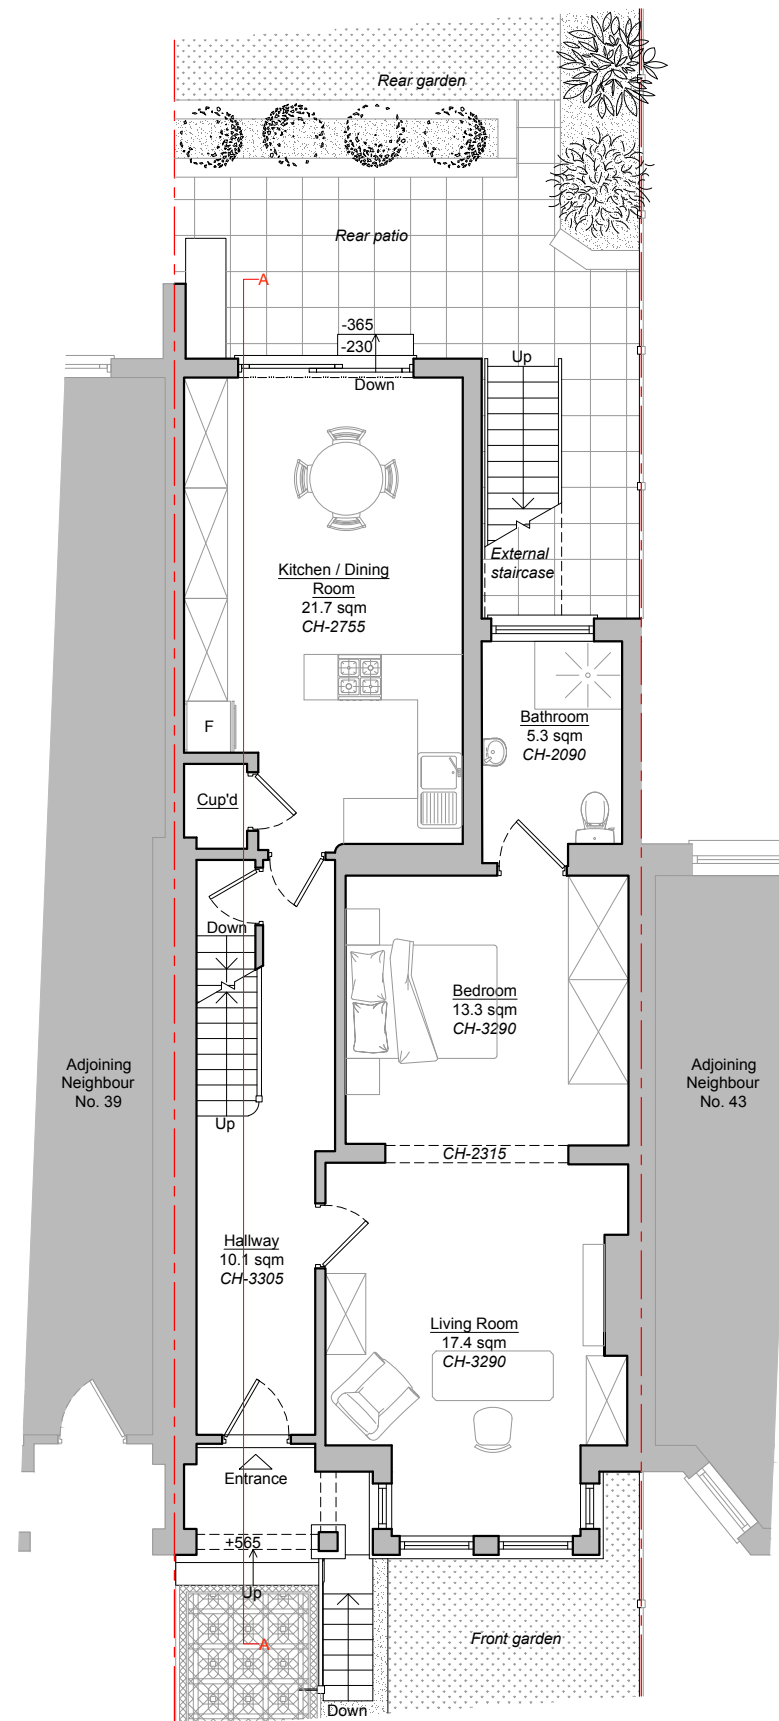 Rear garden
Rear patio
A
-365
-230
Down
Up
External
staircase
Kitchen / Dining
Room
21.7 sqm
CH-2755
F
Bathroom
5.3 sqm
CH-2090
Cup'd
Down
Bedroom
13.3 sqm
CH-3290
Adjoining
Neighbour
No. 39
Adjoining
Neighbour
No. 43
Up
CH-2315
Hallway
10.1 sqm
CH-3305
Living Room
17.4 sqm
CH-3290
Entrance
+565
Up
A
Front garden
Down